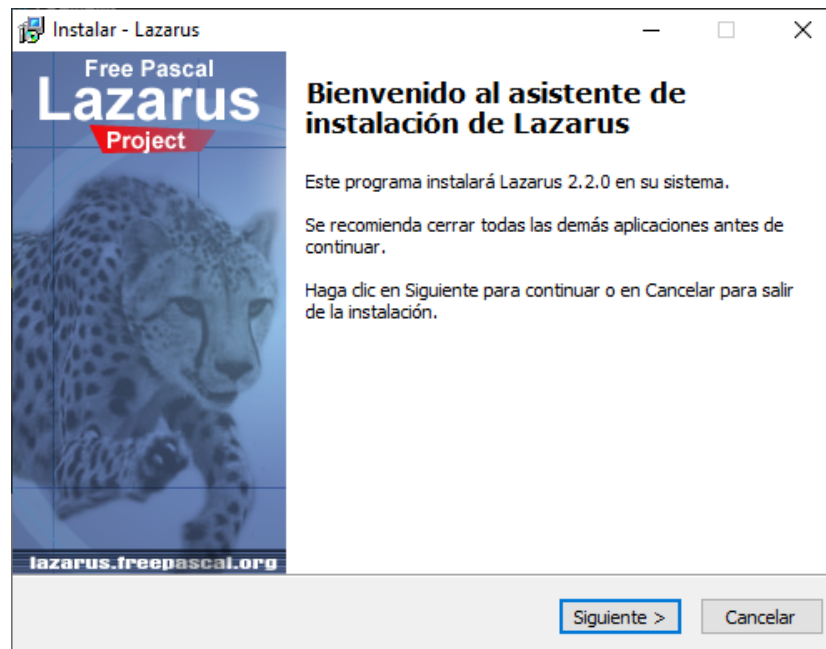 Instalar - Lazarus
Free Pascal
Lazarus
Project
Bienvenido al asistente de
instalación de Lazarus
Este programa instalará Lazarus 2.2.0 en su sistema.
Se recomienda cerrar todas las demás aplicaciones antes de
continuar.
Haga clic en Siguiente para continuar o en Cancelar para salir
de la instalación.
lazarus.freepascal.org
Siguiente >
Cancelar